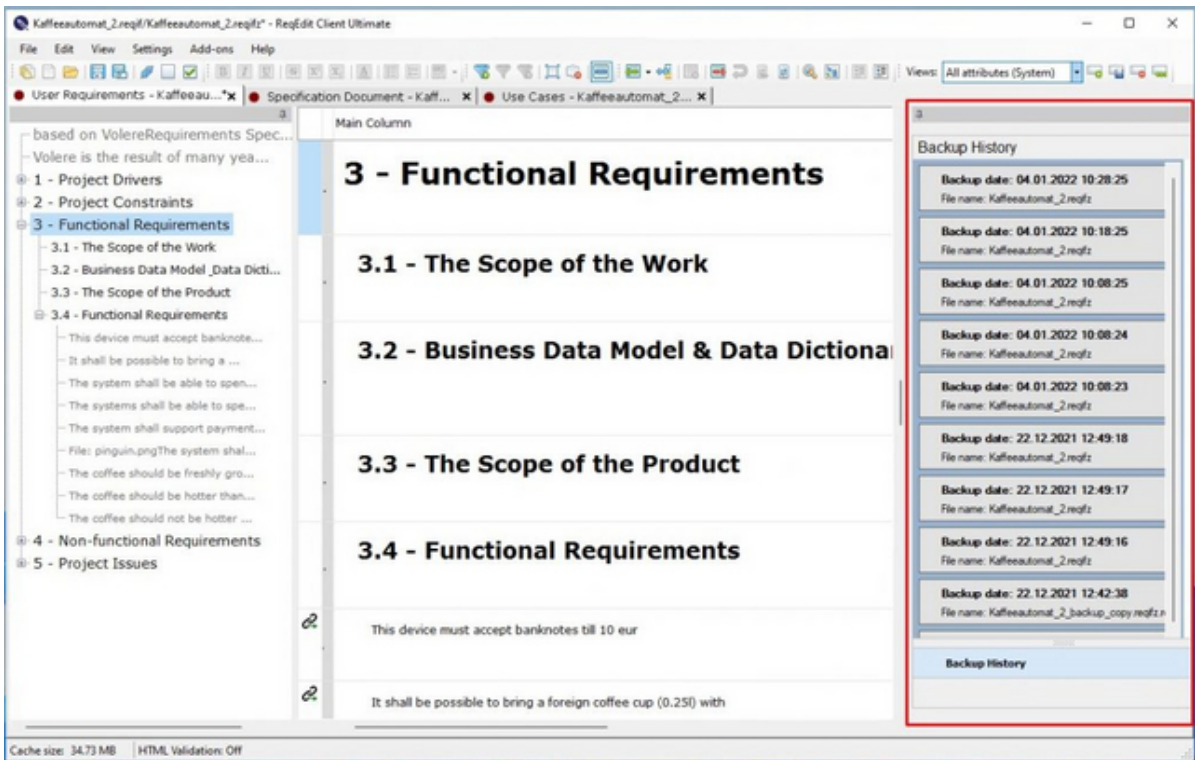 Kaffeeautomat_2.reqif/Kaffeeautomat_2.reqifz* - ReqEdit Client Ultimate
File Edit View Settings Add-ons Help
Views: All attributes (System)
User Requirements - Kaffeeau...*x
Specification Document - Kaff... x
Use Cases - Kaffeeautomat_2... x
based on VolereRequirements Spec...
Volere is the result of many yea...
1 - Project Drivers
2 - Project Constraints
3 - Functional Requirements
3.1 - The Scope of the Work
3.2 - Business Data Model _Data Dicti...
3.3 - The Scope of the Product
3.4 - Functional Requirements
This device must accept banknote...
It shall be possible to bring a ...
The system shall be able to spen...
The systems shall be able to spe...
The system shall support payment...
File: pinguin.pngThe system shal...
The coffee should be freshly gro...
The coffee should be hotter than...
The coffee should not be hotter ...
4 - Non-functional Requirements
5 - Project Issues
Main Column
3 - Functional Requirements
3.1 - The Scope of the Work
3.2 - Business Data Model & Data Dictiona
3.3 - The Scope of the Product
3.4 - Functional Requirements
This device must accept banknotes till 10 eur
It shall be possible to bring a foreign coffee cup (0.25l) with
Backup History
Backup date: 04.01.2022 10:28:25
File name: Kaffeeautomat_2.reqifz
Backup date: 04.01.2022 10:18:25
File name: Kaffeeautomat_2.reqifz
Backup date: 04.01.2022 10:08:25
File name: Kaffeeautomat_2.reqifz
Backup date: 04.01.2022 10:08:24
File name: Kaffeeautomat_2.reqifz
Backup date: 04.01.2022 10:08:23
File name: Kaffeeautomat_2.reqifz
Backup date: 22.12.2021 12:49:18
File name: Kaffeeautomat_2.reqifz
Backup date: 22.12.2021 12:49:17
File name: Kaffeeautomat_2.reqifz
Backup date: 22.12.2021 12:49:16
File name: Kaffeeautomat_2.reqifz
Backup date: 22.12.2021 12:42:38
File name: Kaffeeautomat_2_backup_copy.reqifz.r
Backup History
Cache size: 34.73 MB HTML Validation: Off